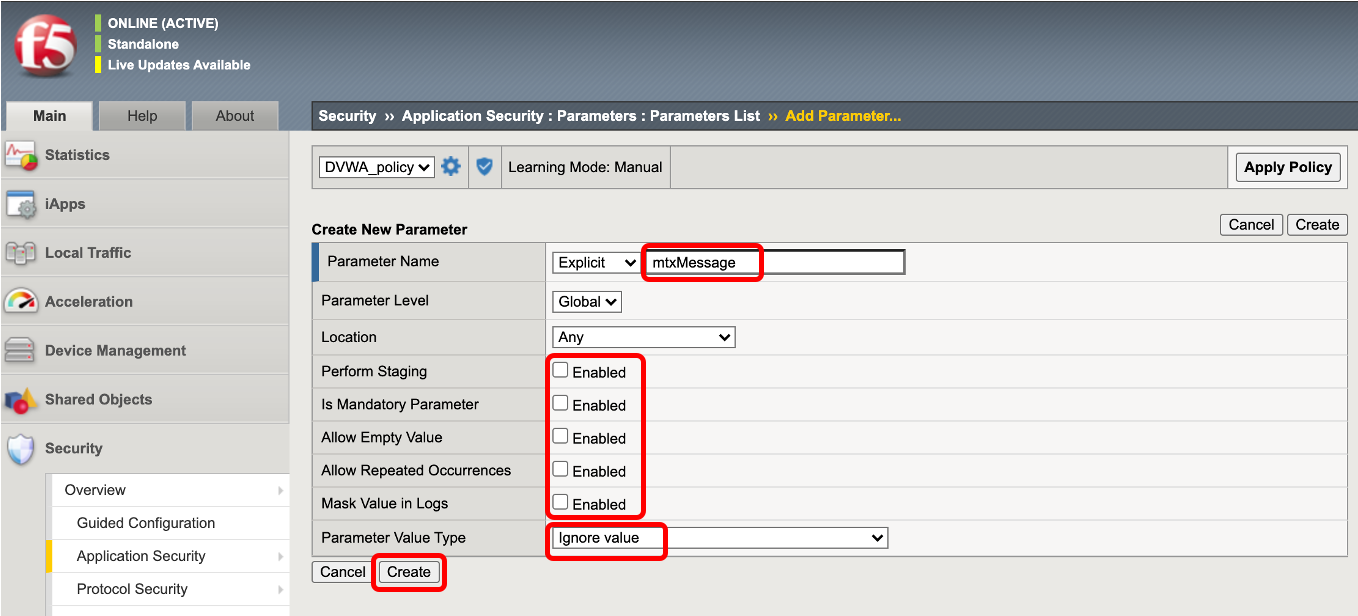 f5
ONLINE (ACTIVE)
Standalone
Live Updates Available
Main Help About
Security ›› Application Security : Parameters : Parameters List ›› Add Parameter...
Statistics
iApps
Local Traffic
Acceleration
Device Management
Shared Objects
Security
Overview
Guided Configuration
Application Security
Protocol Security
DVWA_policy Learning Mode: Manual Apply Policy
Create New Parameter Cancel Create
Parameter Name Explicit mtxMessage
Parameter Level Global
Location Any
Perform Staging Enabled
Is Mandatory Parameter Enabled
Allow Empty Value Enabled
Allow Repeated Occurrences Enabled
Mask Value in Logs Enabled
Parameter Value Type Ignore value
Cancel Create